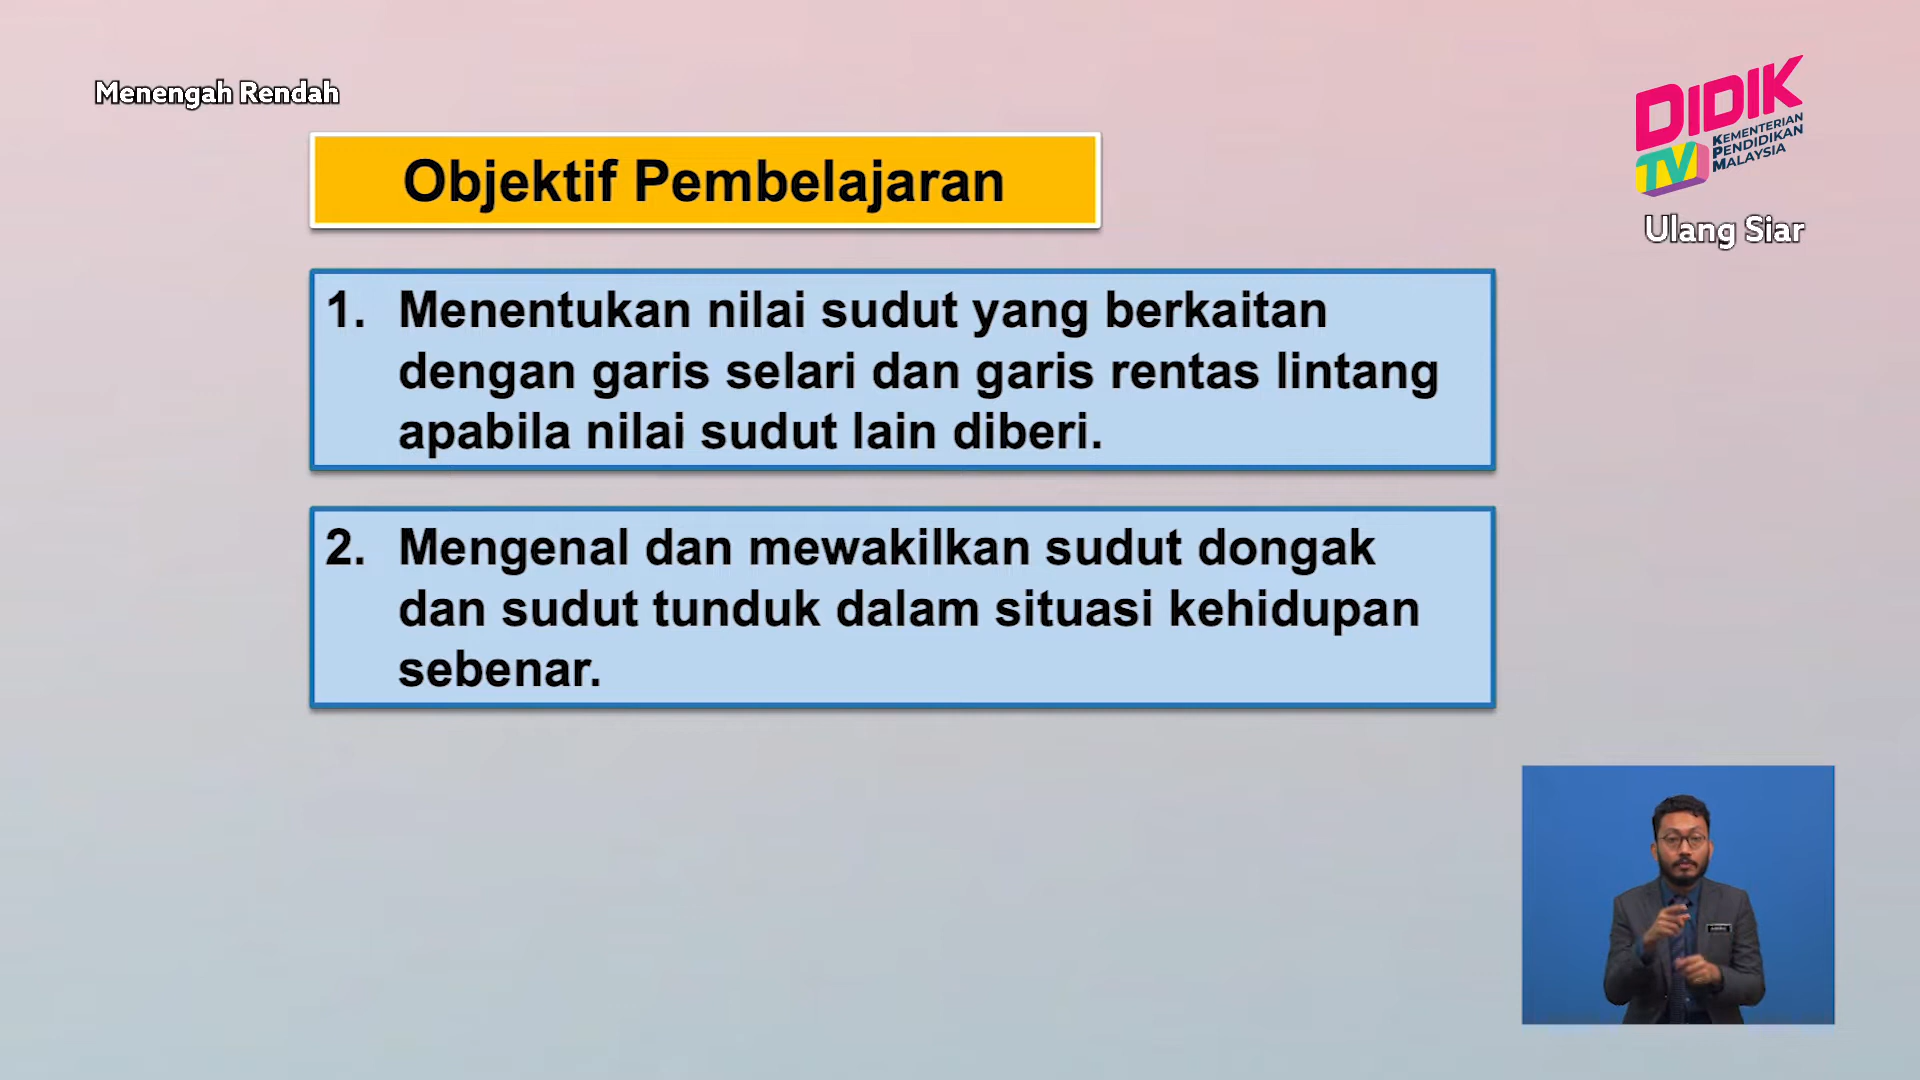 Menengah Rendah
DIDIK
TV
KEMENTERIAN
PENDIDIKAN
MALAYSIA
Ulang Siar
Objektif Pembelajaran
1. Menentukan nilai sudut yang berkaitan
dengan garis selari dan garis rentas lintang
apabila nilai sudut lain diberi.
2. Mengenal dan mewakilkan sudut dongak
dan sudut tunduk dalam situasi kehidupan
sebenar.